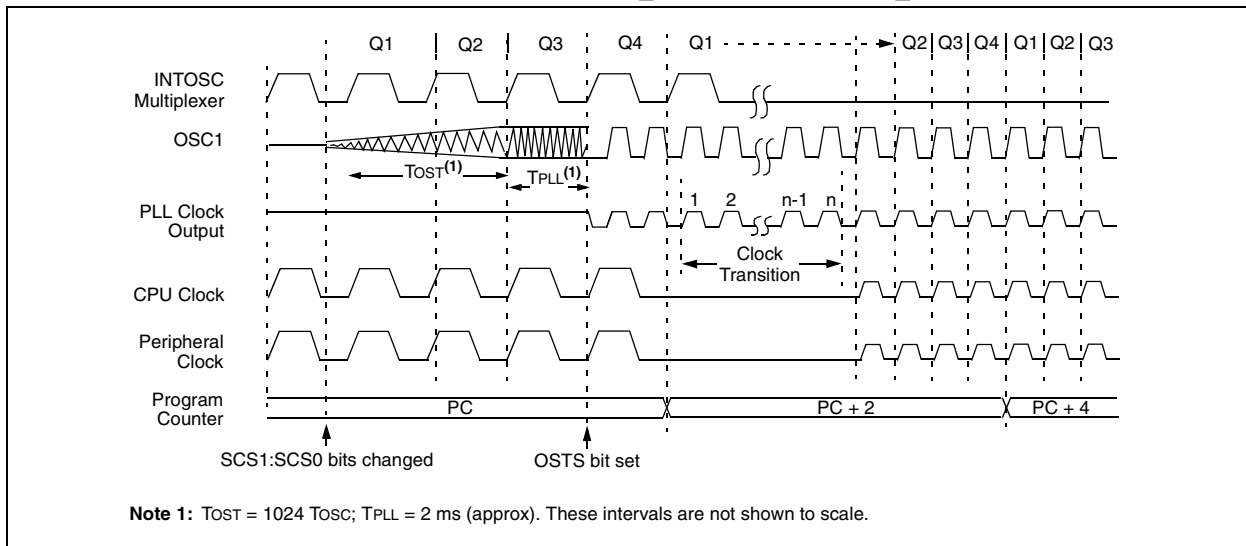 Q1 Q2 Q3 Q4 Q1 Q2 Q3 Q4 Q1 Q2 Q3
INTOSC
Multiplexer
OSC1
TOST(1)
TPLL(1)
1 2 n-1 n
PLL Clock
Output
Clock
Transition
CPU Clock
Peripheral
Clock
Program
Counter
PC PC + 2 PC + 4
SCS1:SCS0 bits changed OSTS bit set
Note 1: TOST = 1024 TOSC; TPLL = 2 ms (approx). These intervals are not shown to scale.